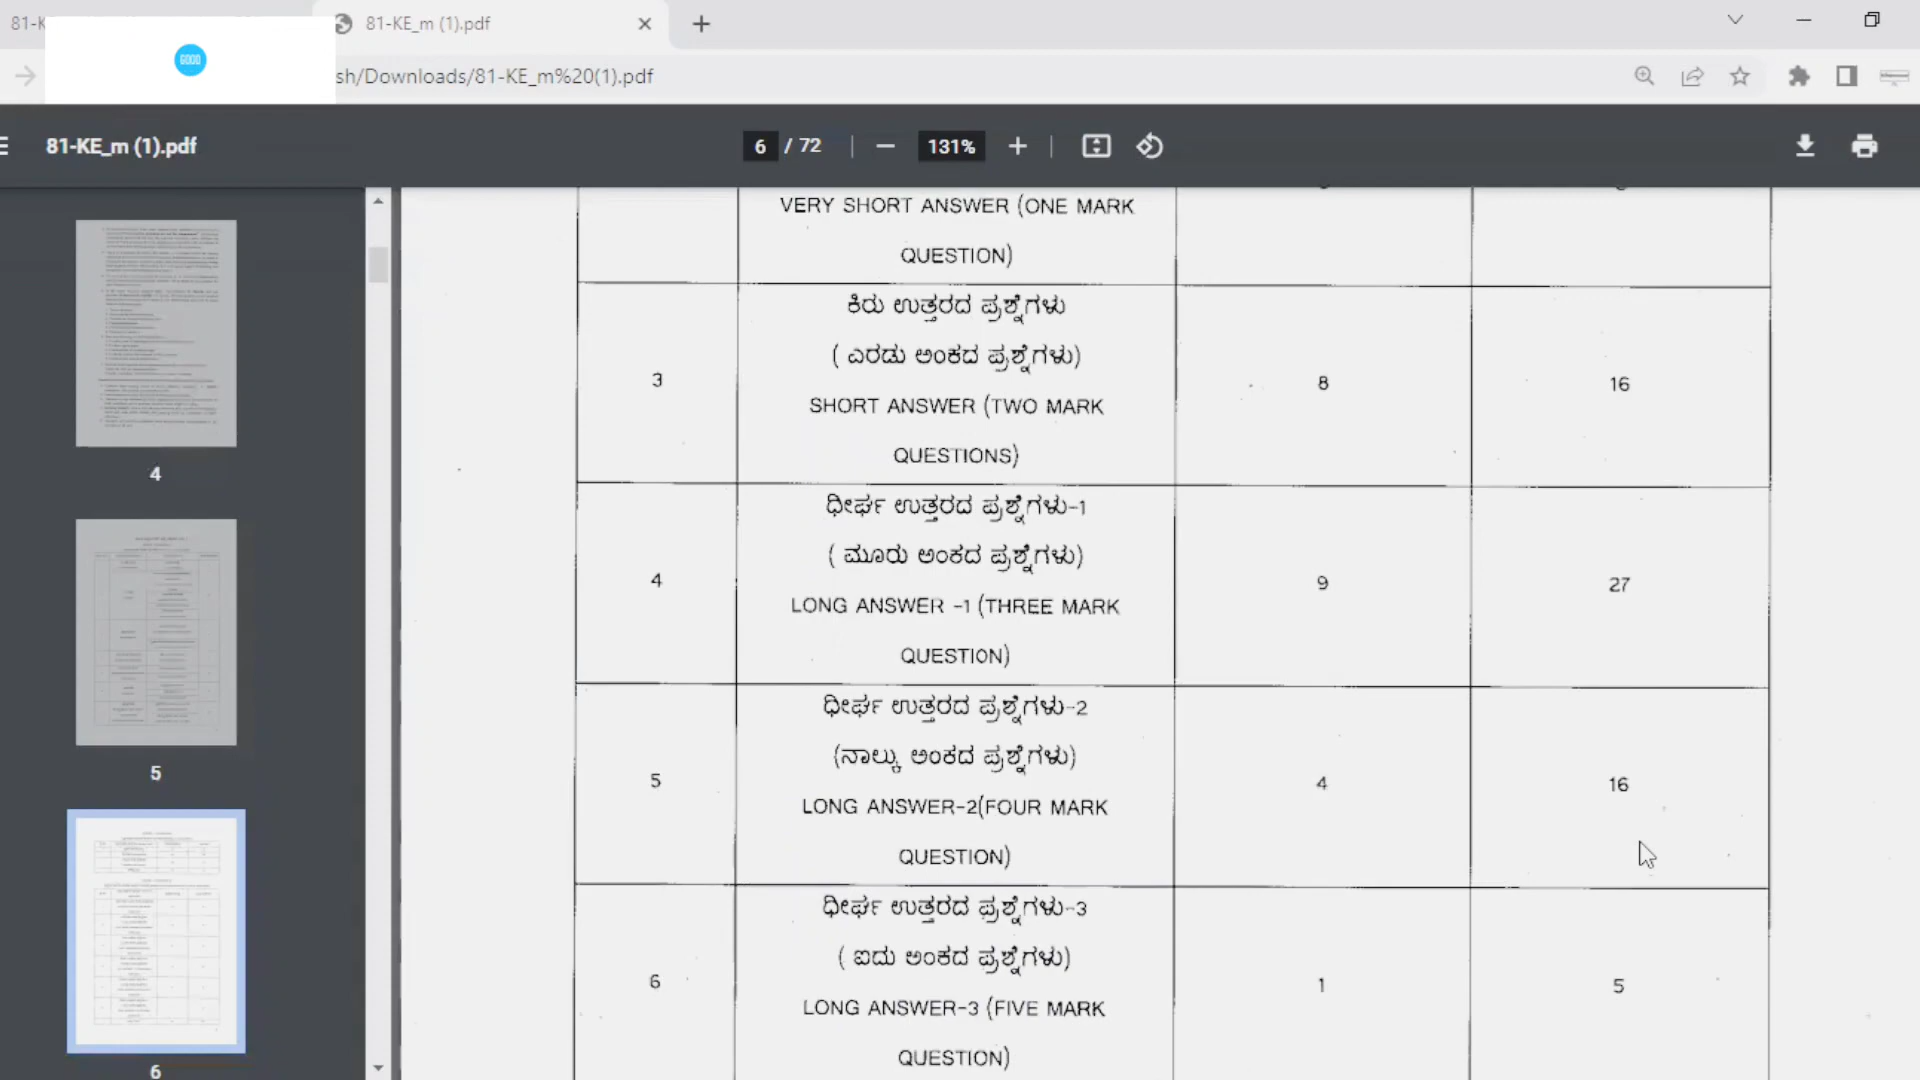 81-K
81-KE_m (1).pdf
GOOD
sh/Downloads/81-KE_m%20(1).pdf
81-KE_m (1).pdf
6 / 72
131%
4
5
6
VERY SHORT ANSWER (ONE MARK
QUESTION)
3
ಕಿರು ಉತ್ತರದ ಪ್ರಶ್ನೆಗಳು
( ಎರಡು ಅಂಕದ ಪ್ರಶ್ನೆಗಳು)
SHORT ANSWER (TWO MARK
QUESTIONS)
8
16
4
ಧೀರ್ಘ ಉತ್ತರದ ಪ್ರಶ್ನೆಗಳು-1
( ಮೂರು ಅಂಕದ ಪ್ರಶ್ನೆಗಳು)
LONG ANSWER -1 (THREE MARK
QUESTION)
9
27
5
ಧೀರ್ಘ ಉತ್ತರದ ಪ್ರಶ್ನೆಗಳು-2
(ನಾಲ್ಕು ಅಂಕದ ಪ್ರಶ್ನೆಗಳು)
LONG ANSWER-2(FOUR MARK
QUESTION)
4
16
6
ಧೀರ್ಘ ಉತ್ತರದ ಪ್ರಶ್ನೆಗಳು-3
( ಐದು ಅಂಕದ ಪ್ರಶ್ನೆಗಳು)
LONG ANSWER-3 (FIVE MARK
QUESTION)
1
5